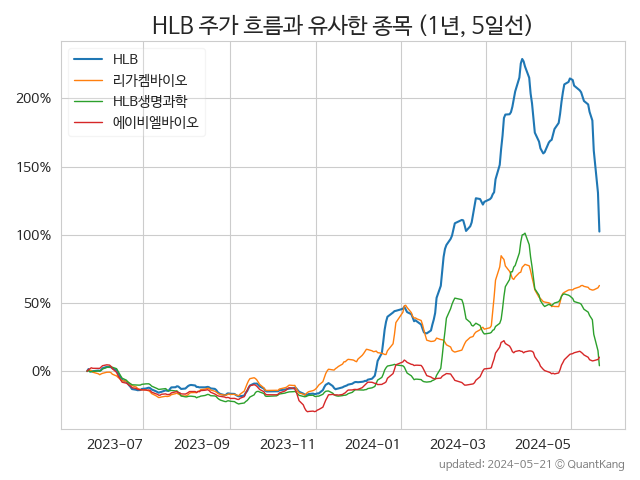 HLB 주가 흐름과 유사한 종목 (1년, 5일선)
HLB
리가켐바이오
HLB생명과학
에이비엘바이오
200%
150%
100%
50%
0%
2023-07 2023-09 2023-11 2024-01 2024-03 2024-05
updated: 2024-05-21 © QuantKang